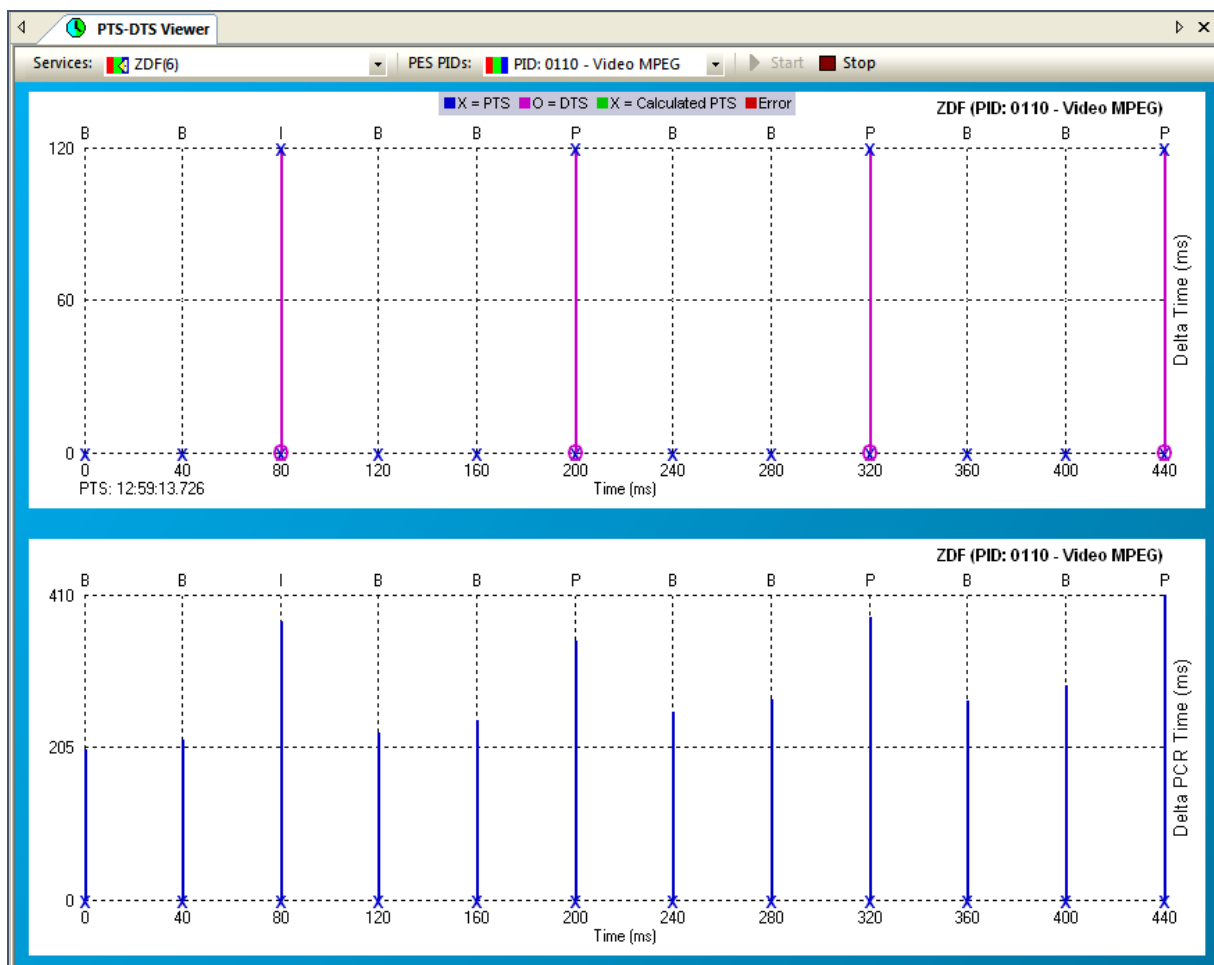 PTS-DTS Viewer
Services: ZDF(6) PES PIDs: PID: 0110 - Video MPEG Start Stop
X = PTS O = DTS X = Calculated PTS Error
ZDF (PID: 0110 - Video MPEG)
B B I B B P B B P B B P
120
60
0
Delta Time (ms)
0 40 80 120 160 200 240 280 320 360 400 440
PTS: 12:59:13.726
Time (ms)
ZDF (PID: 0110 - Video MPEG)
B B I B B P B B P B B P
410
205
0
Delta PCR Time (ms)
0 40 80 120 160 200 240 280 320 360 400 440
Time (ms)